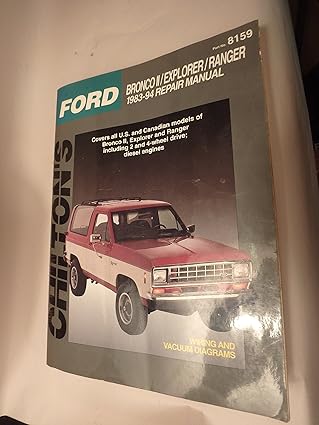 Part No. 8159
FORD
BRONCO II/EXPLORER/RANGER
1983-94 REPAIR MANUAL
Covers all U.S. and Canadian models of
Bronco II, Explorer and Ranger
including 2 and 4-wheel drive;
diesel engines
CHILTON'S
WIRING AND
VACUUM DIAGRAMS